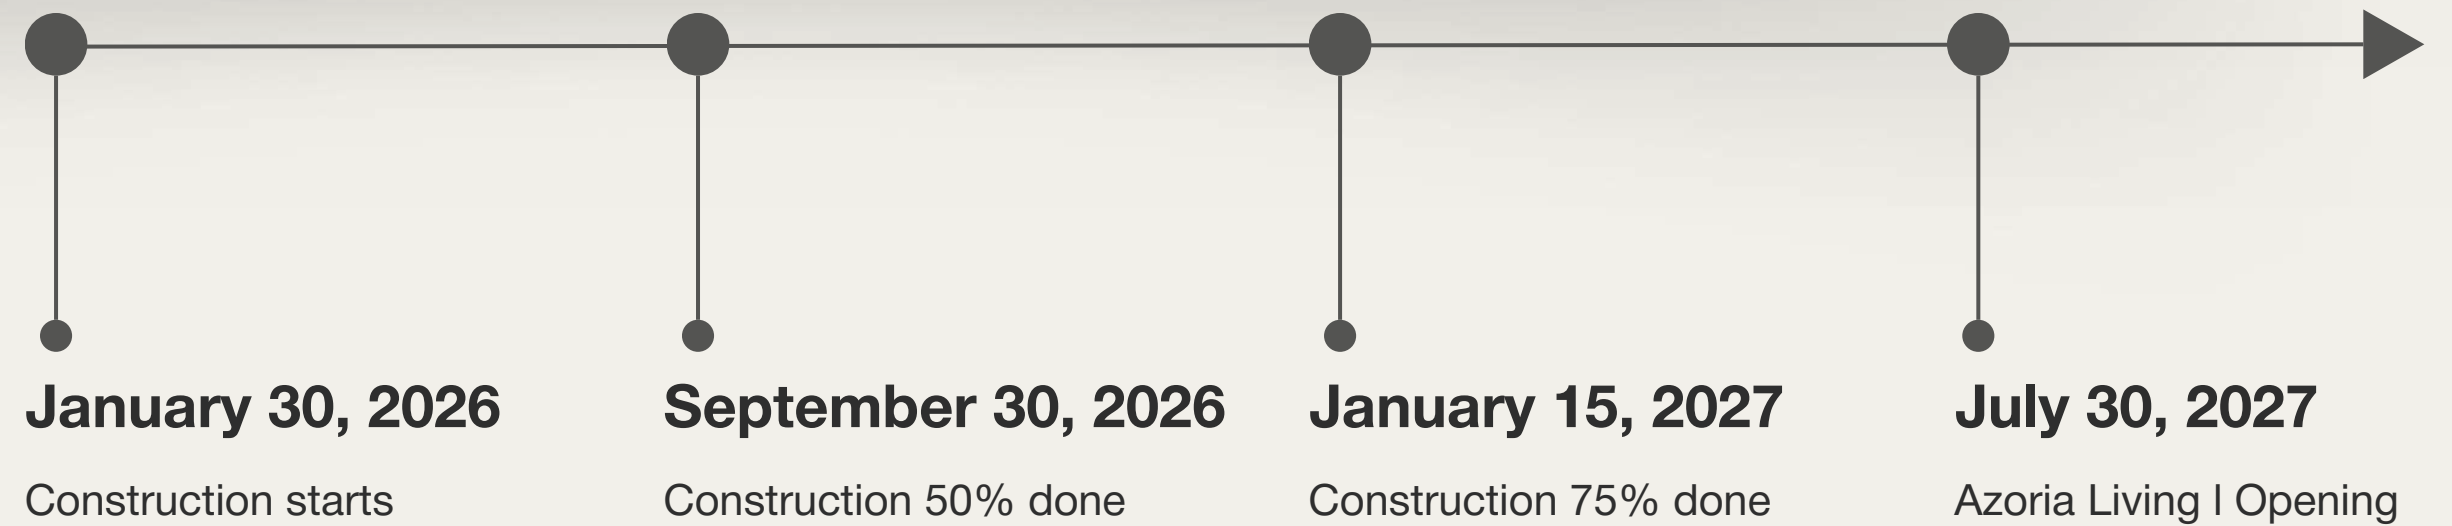 January 30, 2026
Construction starts
September 30, 2026
Construction 50% done
January 15, 2027
Construction 75% done
July 30, 2027
Azoria Living I Opening